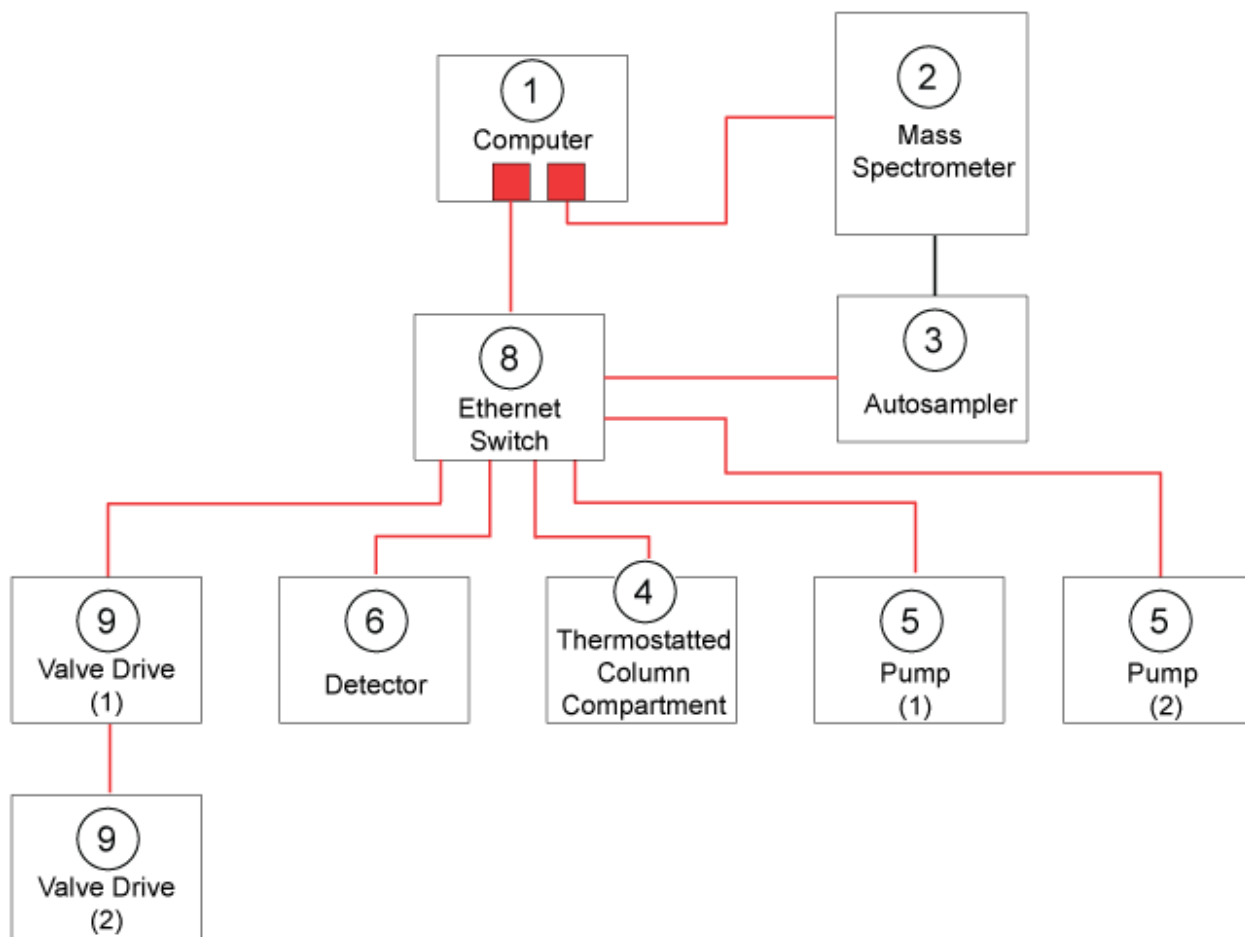 1
Computer
2
Mass
Spectrometer
8
Ethernet
Switch
3
Autosampler
9
Valve Drive
(1)
6
Detector
4
Thermostatted
Column
Compartment
5
Pump
(1)
5
Pump
(2)
9
Valve Drive
(2)